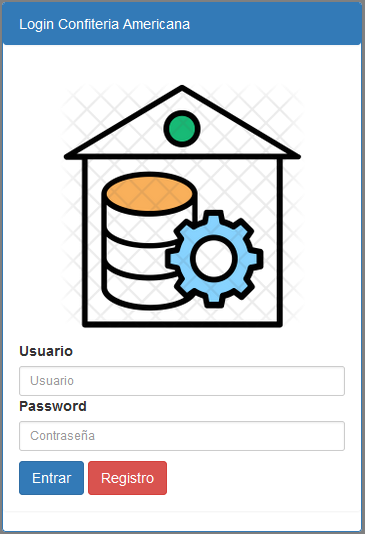 Login Confiteria Americana
Usuario
Usuario
Password
Contraseña
Entrar Registro